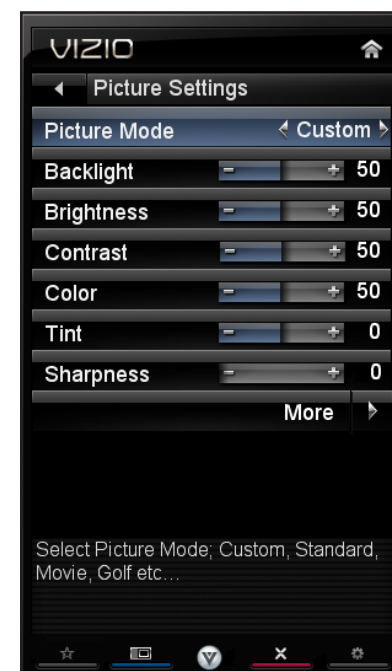 VIZIO
Picture Settings
Picture Mode Custom
Backlight - + 50
Brightness - + 50
Contrast - + 50
Color - + 50
Tint - + 0
Sharpness - + 0
More
Select Picture Mode; Custom, Standard,
Movie, Golf etc...
V